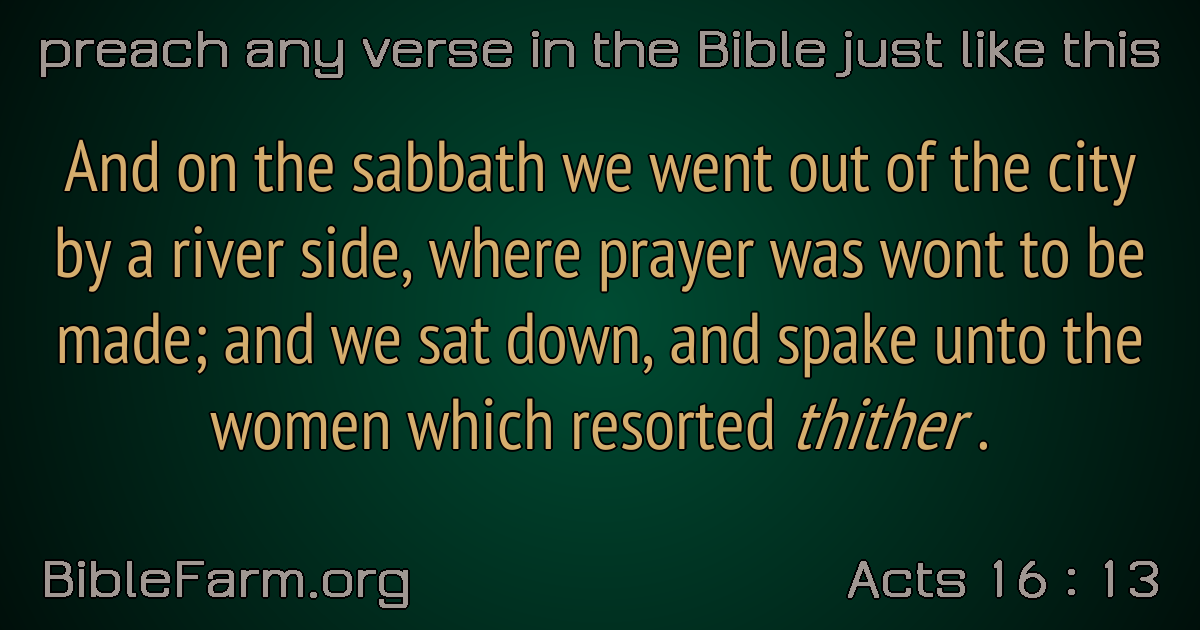 preach any verse in the Bible just like this
And on the sabbath we went out of the city
by a river side, where prayer was wont to be
made; and we sat down, and spake unto the
women which resorted thither .
BibleFarm.org
Acts 16 : 13